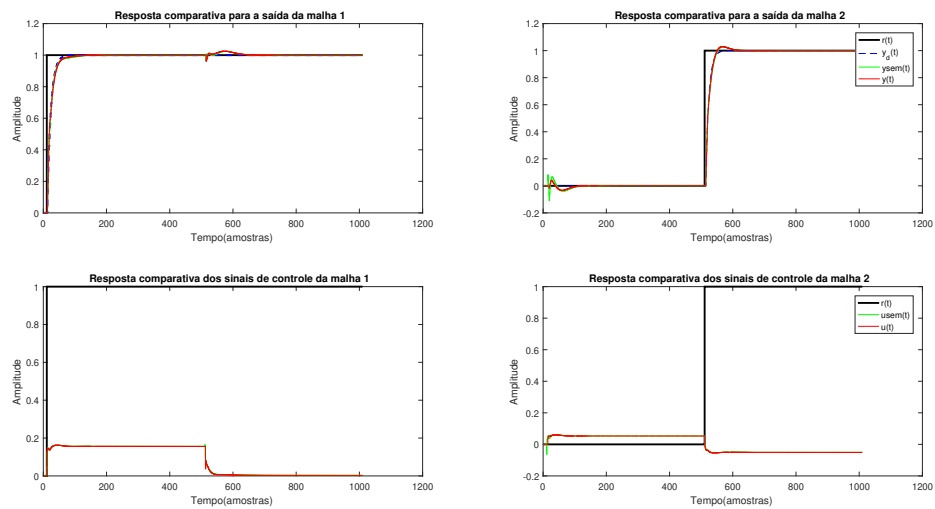 Resposta comparativa para a saída da malha 1
Amplitude
1.4
1.2
1
0.8
0.6
0.4
0.2
0
0 200 400 600 800 1000 1200
Tempo(amostras)
Resposta comparativa para a saída da malha 2
Amplitude
1.2
1
0.8
0.6
0.4
0.2
0
-0.2
0 200 400 600 800 1000 1200
Tempo(amostras)
r(t)
y_d(t)
ysem(t)
y(t)
Resposta comparativa dos sinais de controle da malha 1
Amplitude
1
0.8
0.6
0.4
0.2
0
0 200 400 600 800 1000 1200
Tempo(amostras)
Resposta comparativa dos sinais de controle da malha 2
Amplitude
1
0.8
0.6
0.4
0.2
0
-0.2
0 200 400 600 800 1000 1200
Tempo(amostras)
r(t)
usem(t)
u(t)